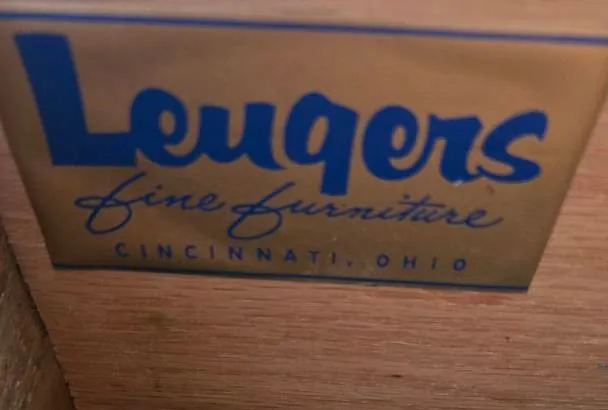 Leugers
fine furniture
CINCINNATI, OHIO